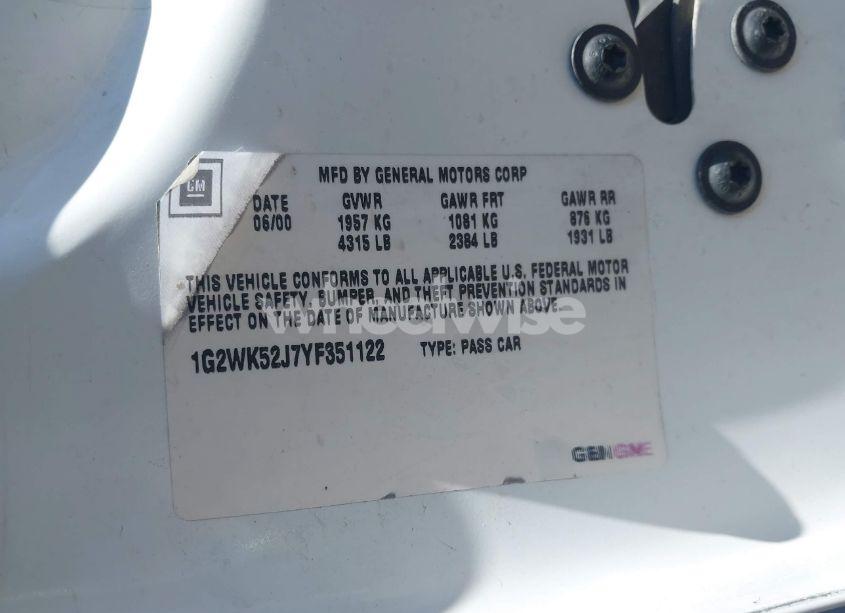 MFD BY GENERAL MOTORS CORP
GM
DATE GVWR GAWR FRT GAWR RR
06/00 1957 KG 1081 KG 876 KG
4315 LB 2384 LB 1931 LB
THIS VEHICLE CONFORMS TO ALL APPLICABLE U.S. FEDERAL MOTOR
VEHICLE SAFETY, BUMPER, AND THEFT PREVENTION STANDARDS IN
EFFECT ON THE DATE OF MANUFACTURE SHOWN ABOVE.
wheelwise
1G2WK52J7YF351122 TYPE: PASS CAR